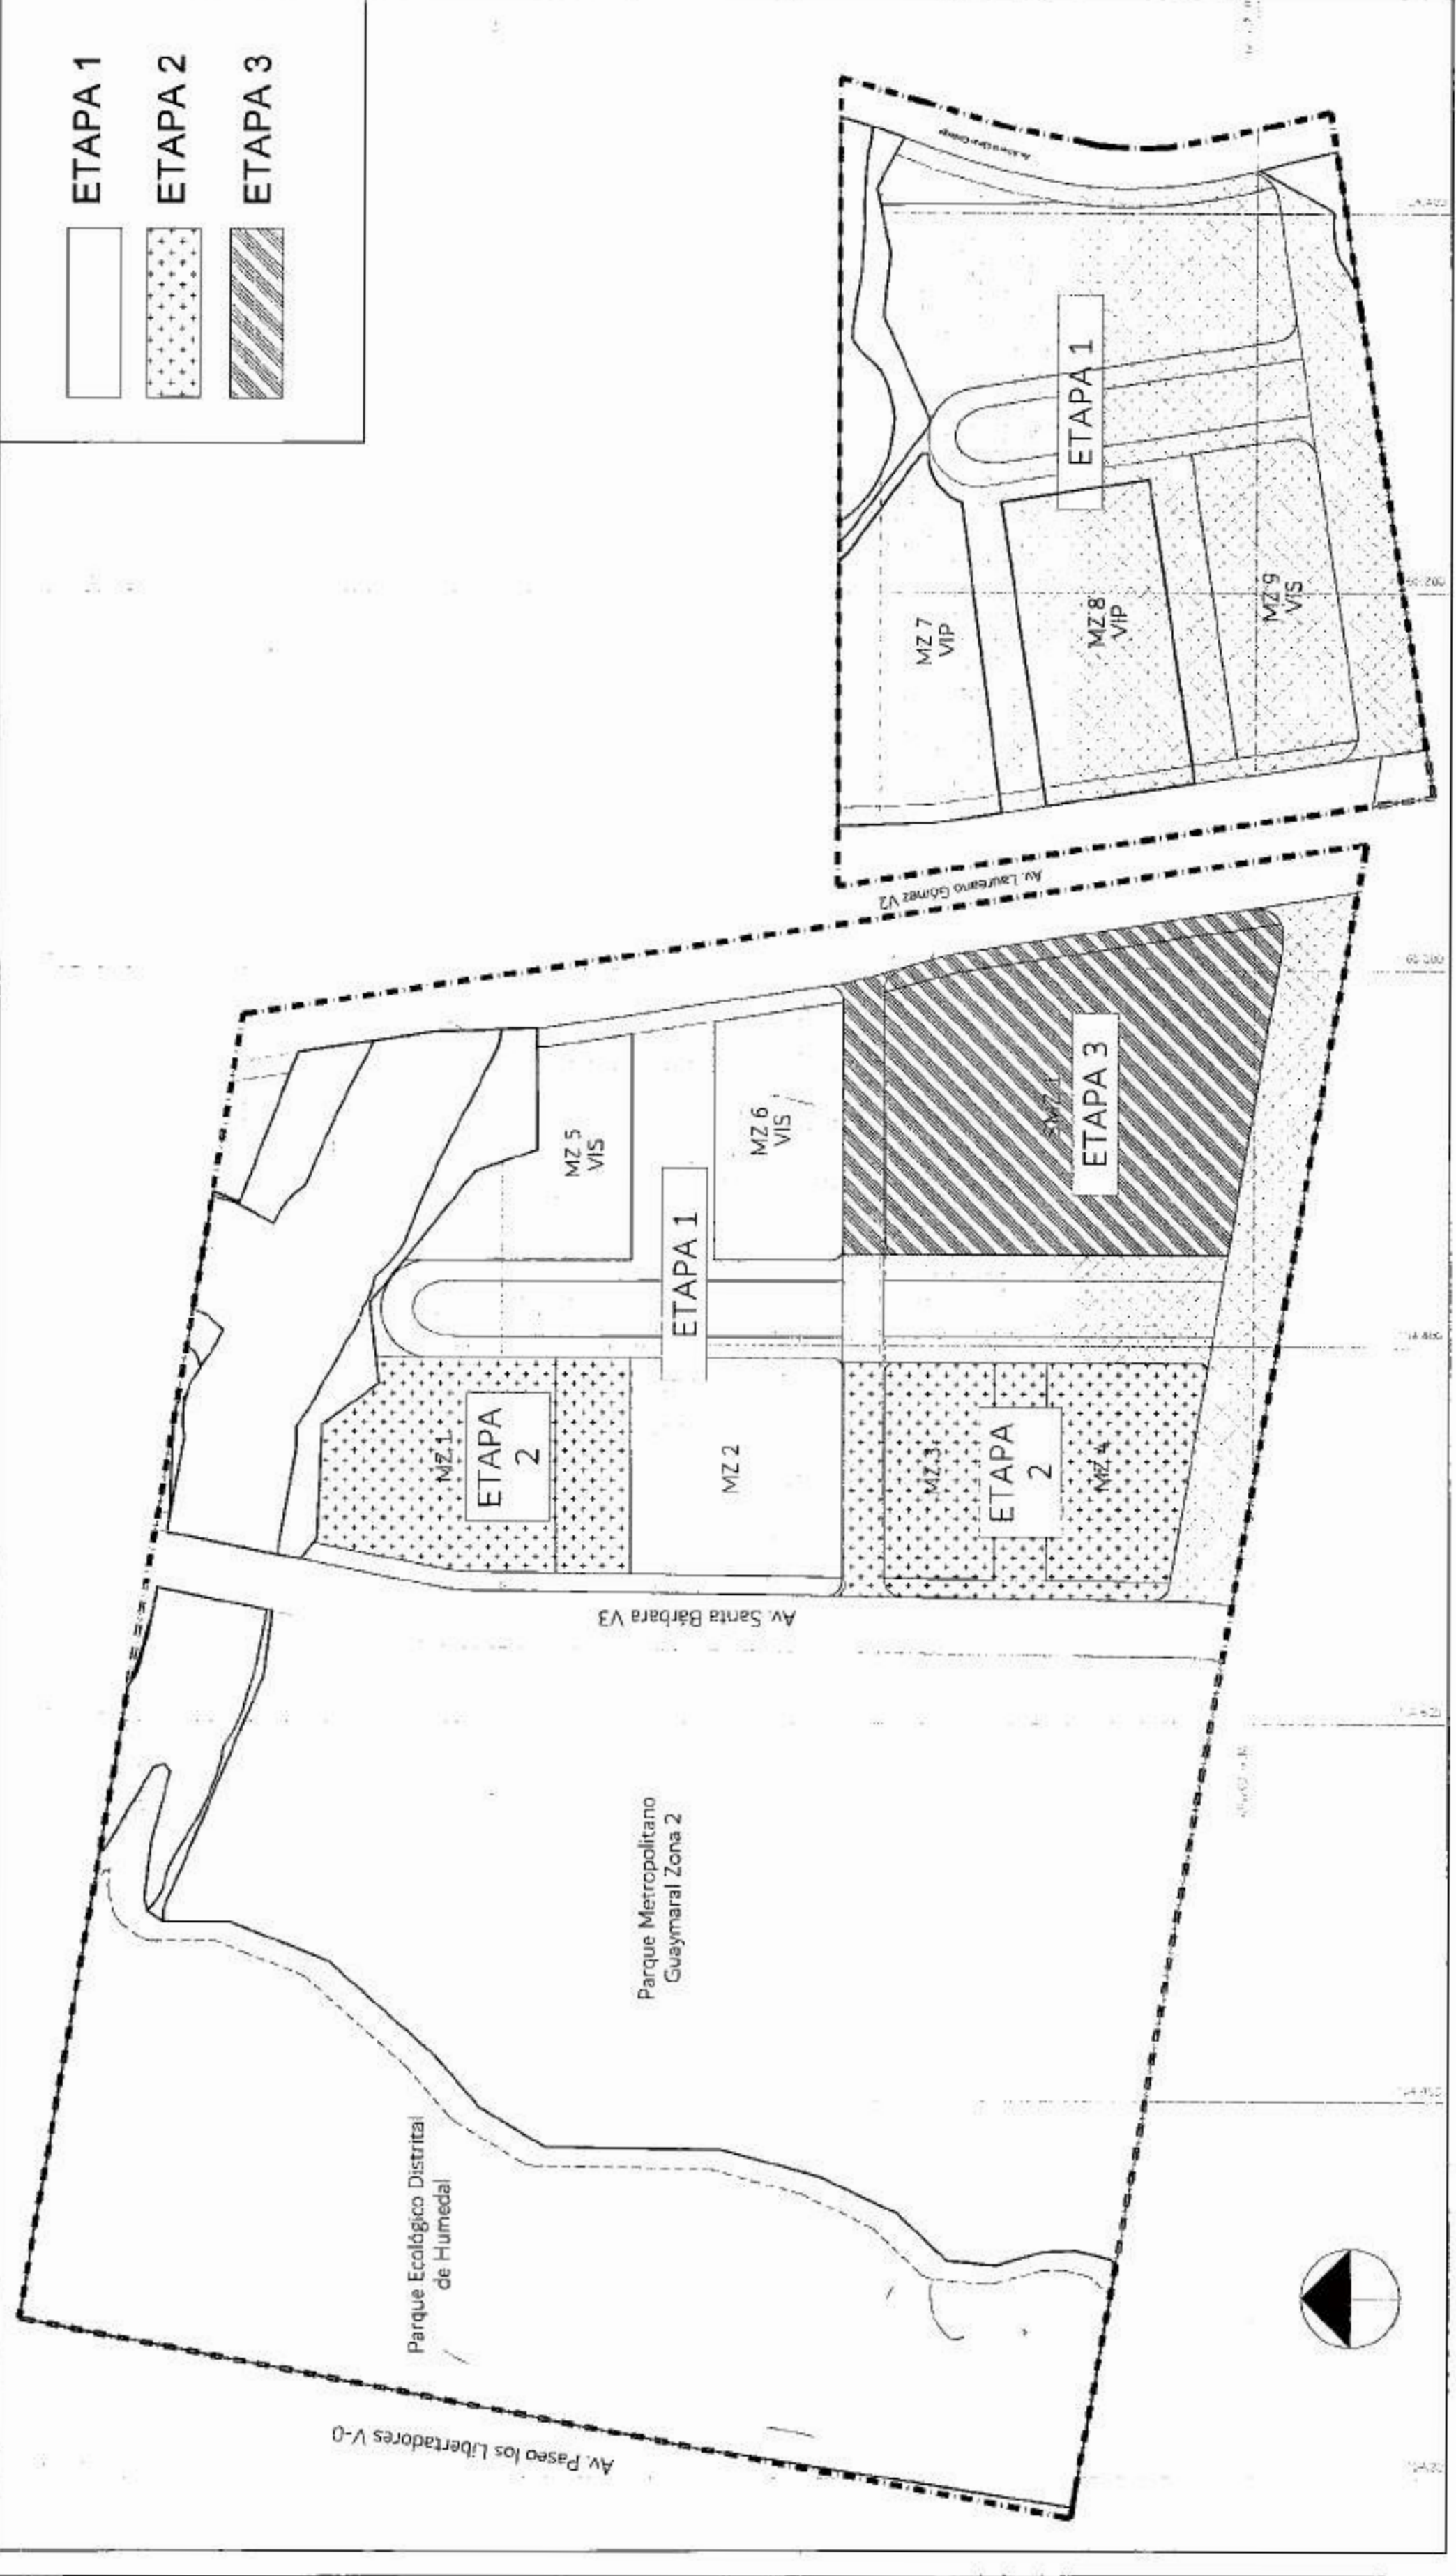 ETAPA 1
ETAPA 2
ETAPA 3
ETAPA 1
MZ 7
VIP
MZ 8
VIP
MZ 9
VIS
Av. Laureano Gómez V2
MZ 5
VIS
MZ 6
VIS
ETAPA 1
SMZ 1
ETAPA 3
MZ 1
ETAPA
2
MZ 2
MZ 3
ETAPA
2
MZ 4
Av. Santa Bárbara V3
Parque Metropolitano
Guaymaral Zona 2
Parque Ecológico Distrital
de Humedal
Av. Paseo los Libertadores V-0